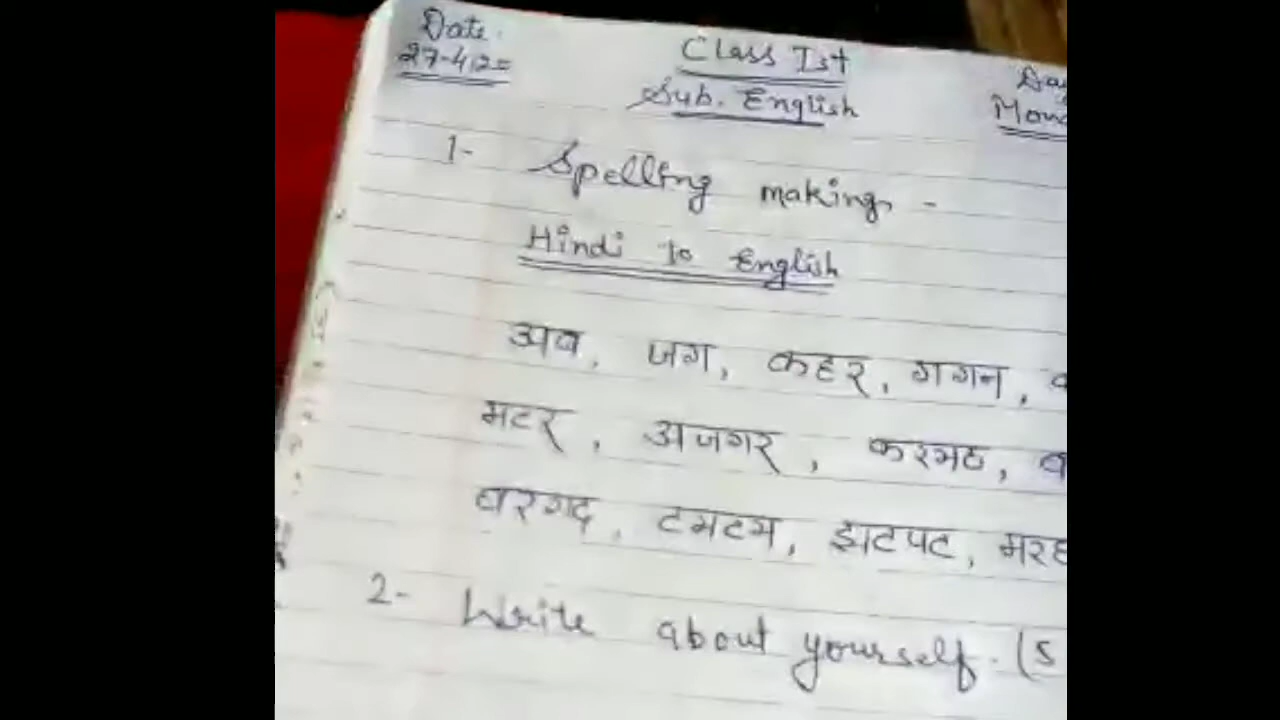 Date. Class Ist
27-4-20 Sub. English
1- Spelling making -
Hindi to English
अब, जग, कहर, गगन,
मटर, अजगर, करमठ,
बरगद, टमटम, झटपट,
2- Write about yourself. (5